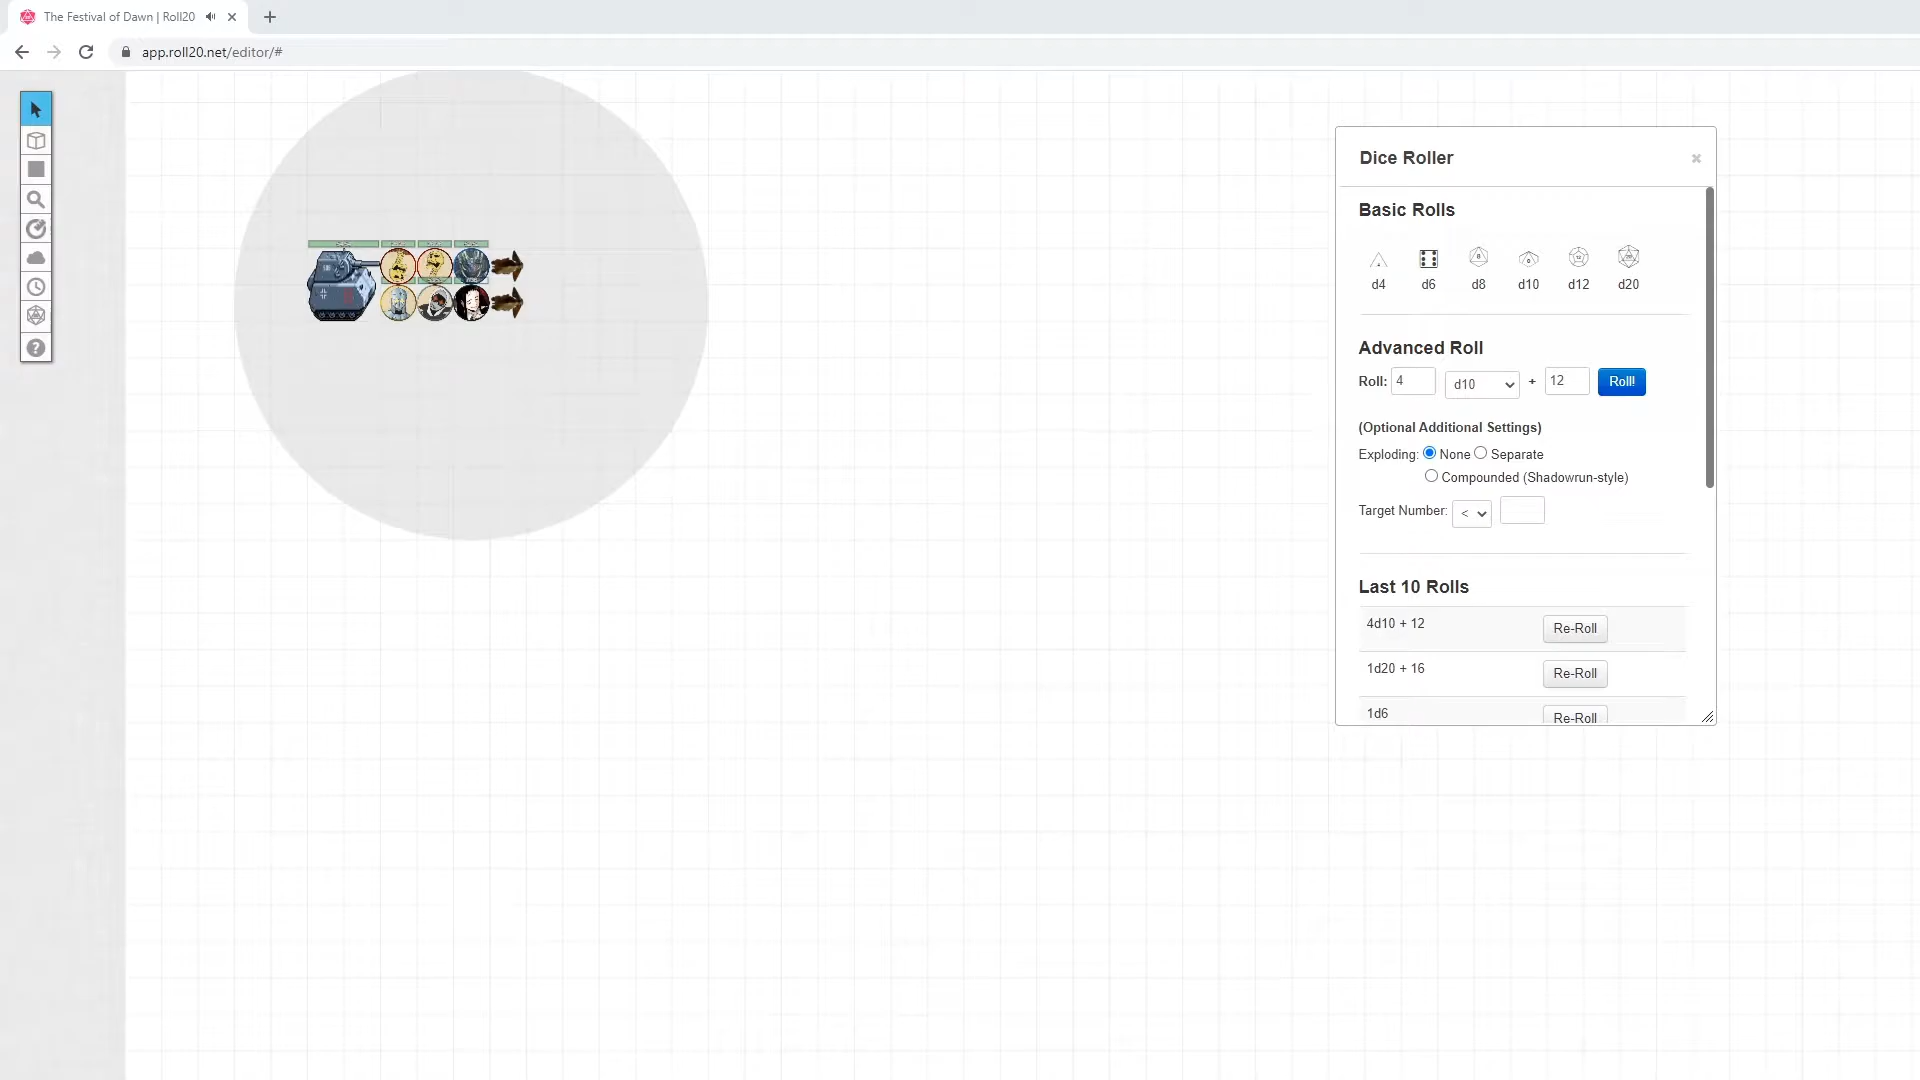 The Festival of Dawn | Roll20
app.roll20.net/editor/#
Dice Roller
Basic Rolls
d4 d6 d8 d10 d12 d20
Advanced Roll
Roll: 4 d10 + 12 Roll!
(Optional Additional Settings)
Exploding: None Separate
Compounded (Shadowrun-style)
Target Number: <
Last 10 Rolls
4d10 + 12 Re-Roll
1d20 + 16 Re-Roll
1d6 Re-Roll